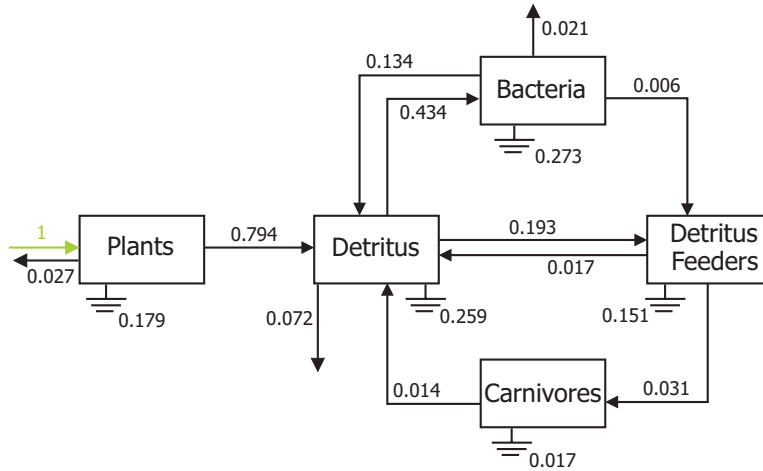 0.021
0.134
Bacteria
0.006
0.434
0.273
1
Plants
0.794
Detritus
0.193
Detritus
Feeders
0.027
0.017
0.179
0.072
0.259
0.151
0.014
Carnivores
0.031
0.017